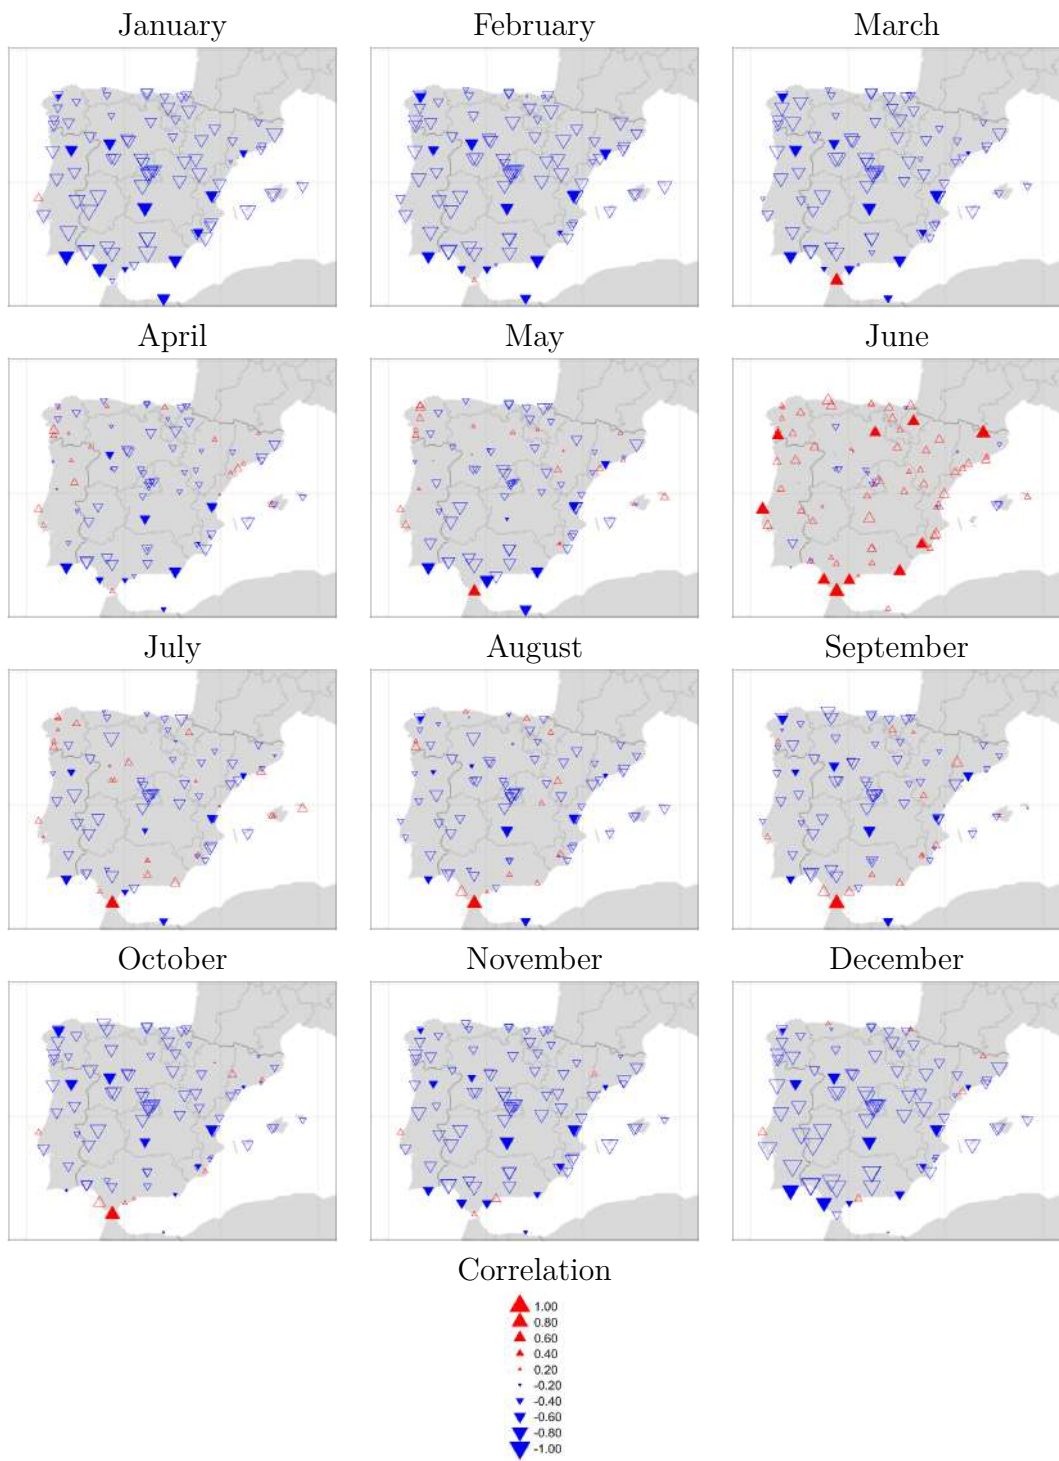 January February March
April May June
July August September
October November December
Correlation
1.00
0.80
0.60
0.40
0.20
-0.20
-0.40
-0.60
-0.80
-1.00